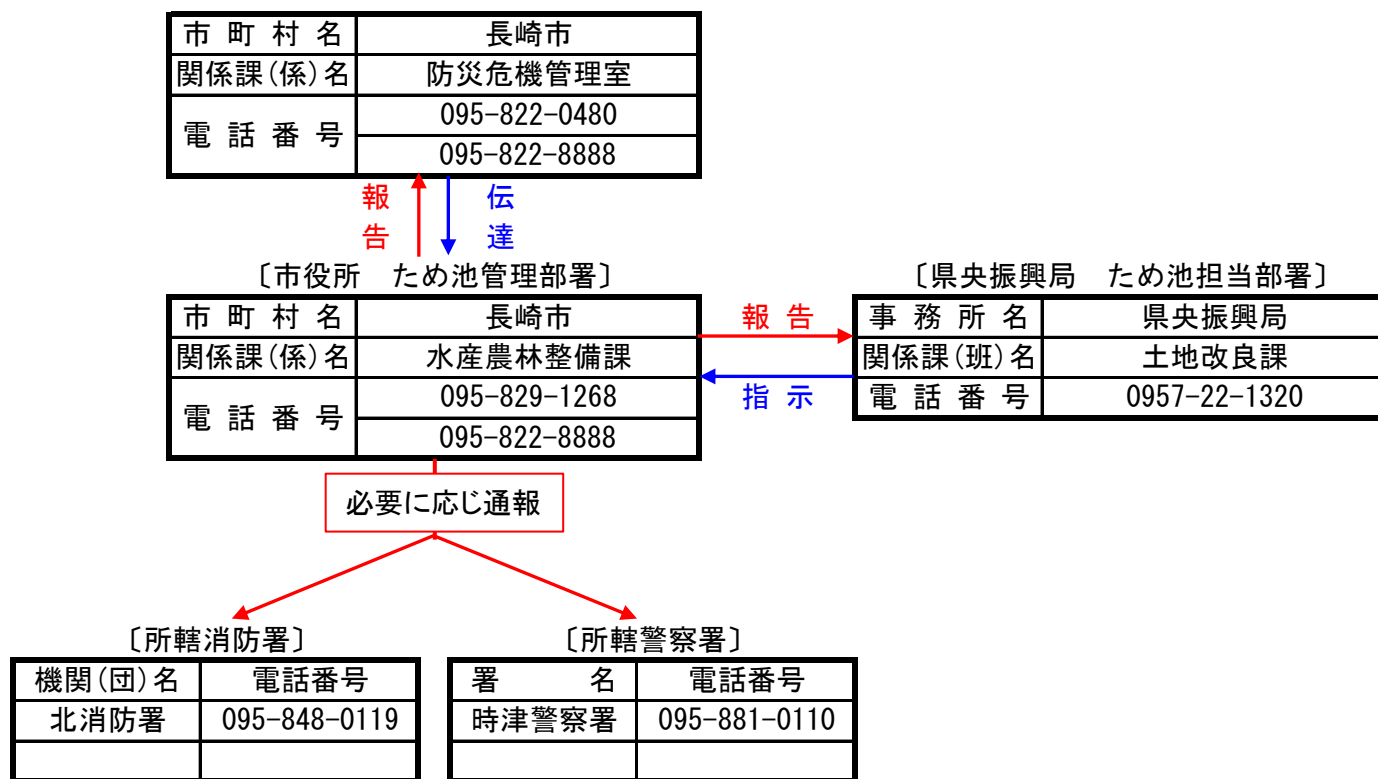 市町村名 長崎市
関係課(係)名 防災危機管理室
電話番号 095-822-0480
095-822-8888
報告 伝達
〔市役所　ため池管理部署〕 〔県央振興局　ため池担当部署〕
市町村名 長崎市 報告 事務所名 県央振興局
関係課(係)名 水産農林整備課 関係課(班)名 土地改良課
電話番号 095-829-1268 指示 電話番号 0957-22-1320
095-822-8888
必要に応じ通報
〔所轄消防署〕 〔所轄警察署〕
機関(団)名 電話番号 署名 電話番号
北消防署 095-848-0119 時津警察署 095-881-0110